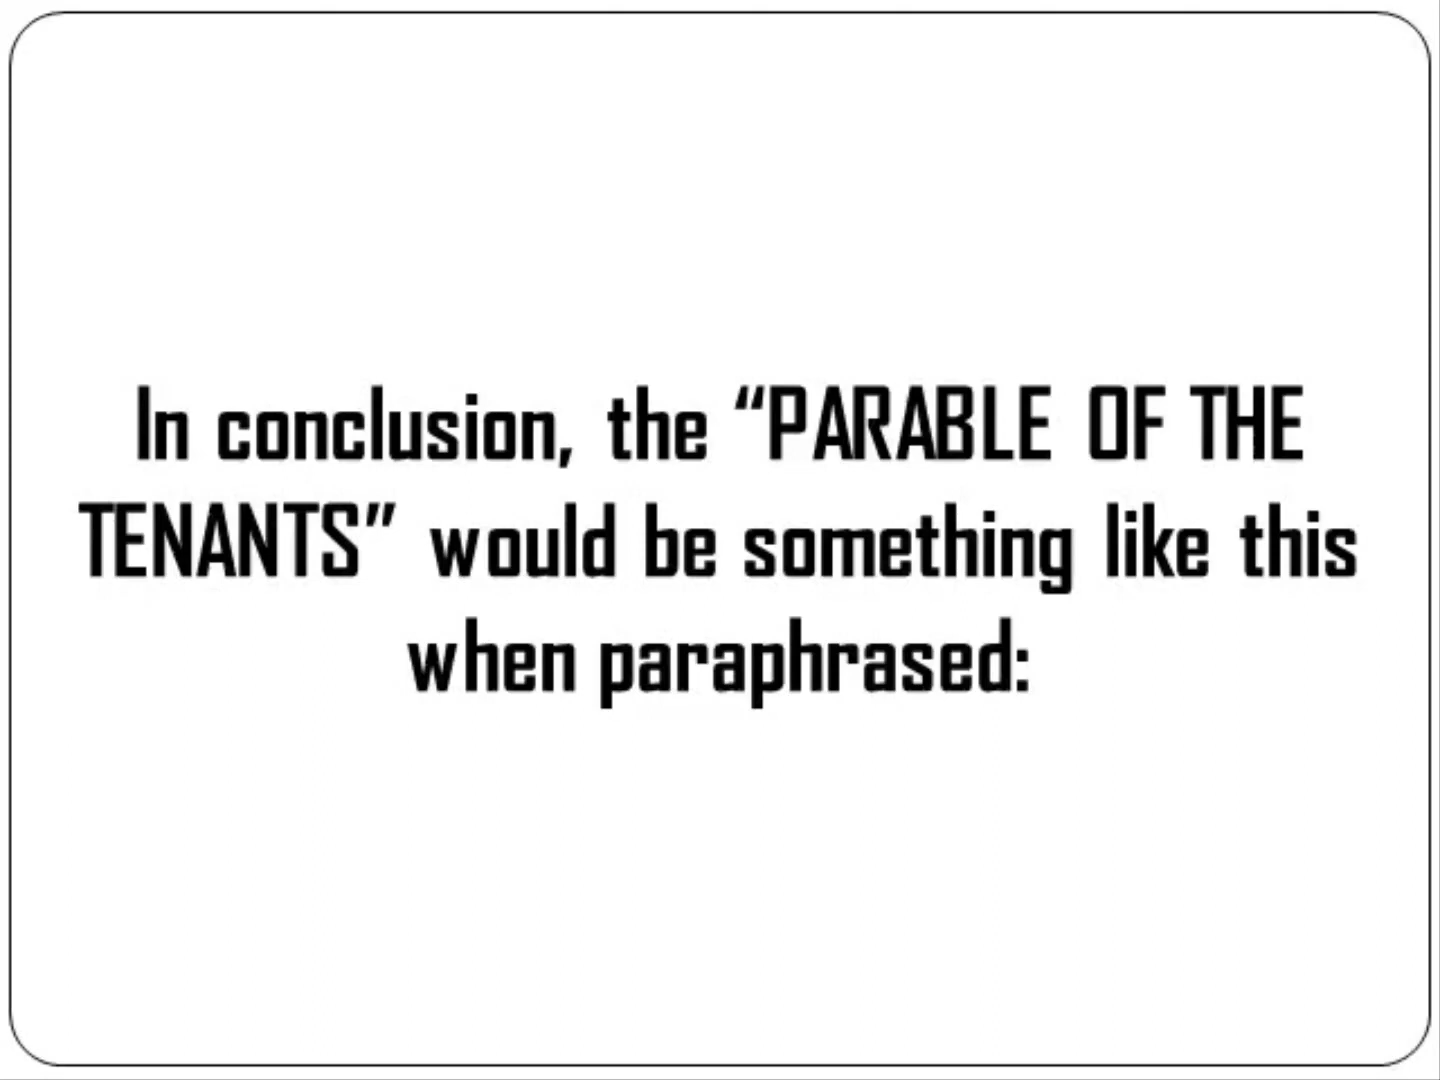 In conclusion, the “PARABLE OF THE
TENANTS” would be something like this
when paraphrased: